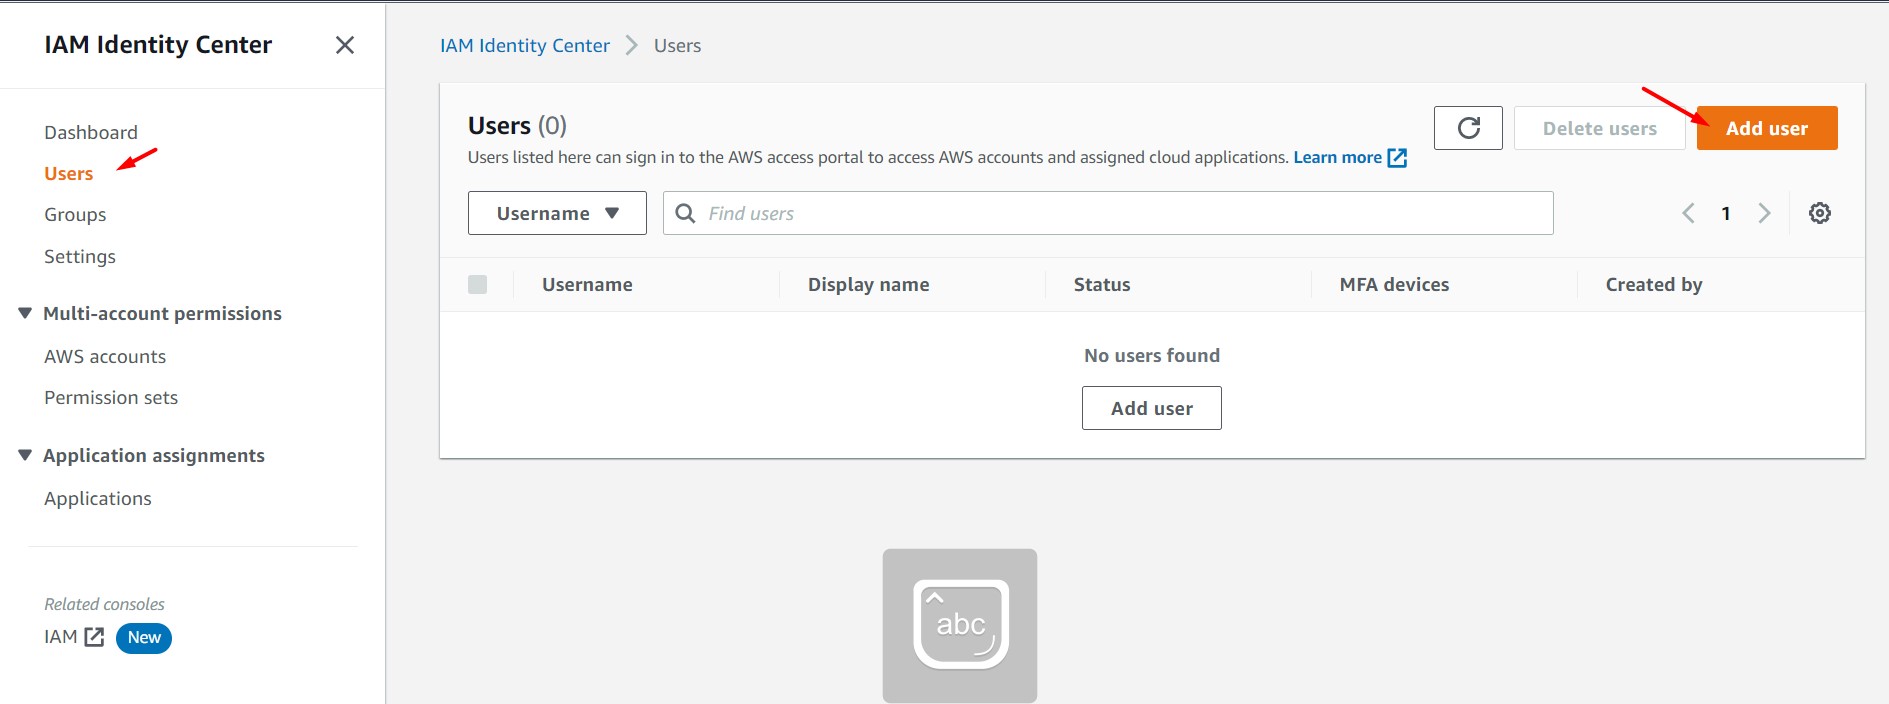 IAM Identity Center
Dashboard
Users
Groups
Settings
Multi-account permissions
AWS accounts
Permission sets
Application assignments
Applications
Related consoles
IAM New
IAM Identity Center Users
Users (0)
Users listed here can sign in to the AWS access portal to access AWS accounts and assigned cloud applications. Learn more
Delete users
Add user
Username
Find users
1
Username Display name Status MFA devices Created by
No users found
Add user
abc